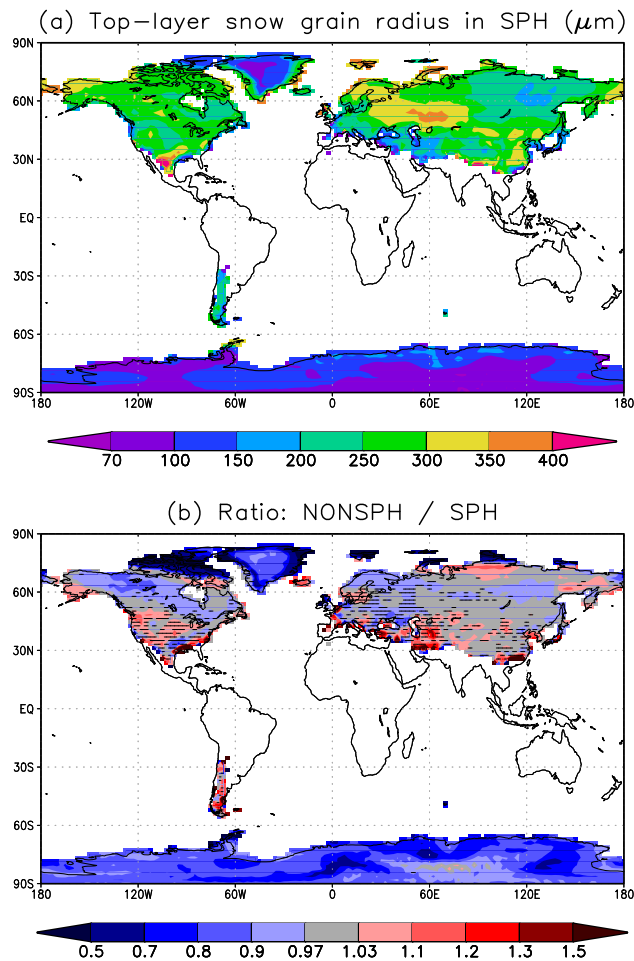 (a) Top-layer snow grain radius in SPH (μm)
90N
60N
30N
EQ
30S
60S
90S
180 120W 60W 0 60E 120E 180
70 100 150 200 250 300 350 400
(b) Ratio: NONSPH / SPH
90N
60N
30N
EQ
30S
60S
90S
180 120W 60W 0 60E 120E 180
0.5 0.7 0.8 0.9 0.97 1.03 1.1 1.2 1.3 1.5